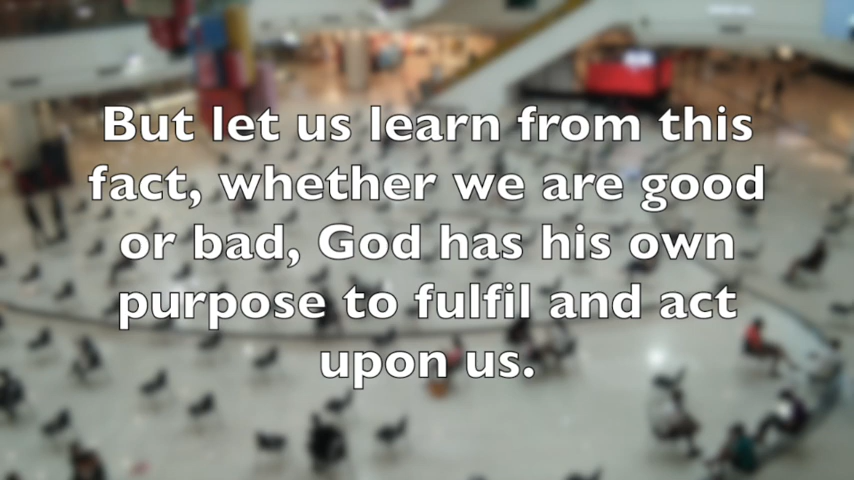 But let us learn from this
fact, whether we are good
or bad, God has his own
purpose to fulfil and act
upon us.